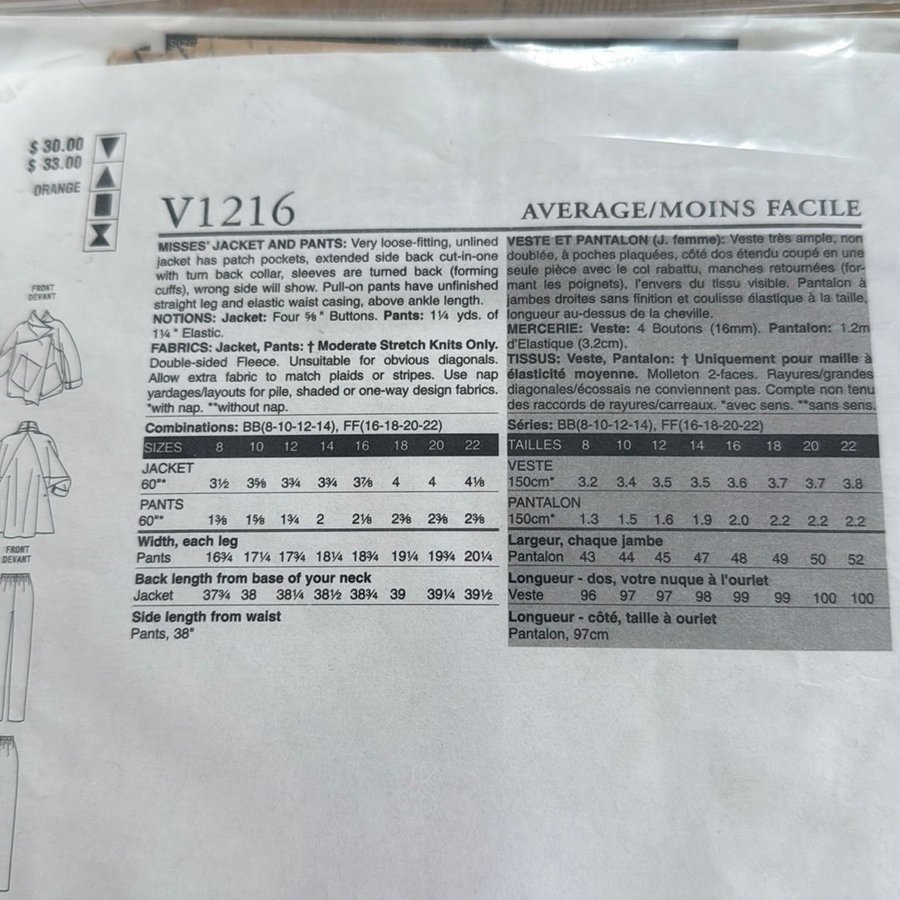 $ 30.00
$ 33.00
ORANGE
V1216
AVERAGE/MOINS FACILE
FRONT
DEVANT
FRONT
DEVANT
MISSES' JACKET AND PANTS: Very loose-fitting, unlined
jacket has patch pockets, extended side back cut-in-one
with turn back collar, sleeves are turned back (forming
cuffs), wrong side will show. Pull-on pants have unfinished
straight leg and elastic waist casing, above ankle length.
NOTIONS: Jacket: Four ⅝" Buttons. Pants: 1¼ yds. of
1¼" Elastic.
FABRICS: Jacket, Pants: † Moderate Stretch Knits Only.
Double-sided Fleece. Unsuitable for obvious diagonals.
Allow extra fabric to match plaids or stripes. Use nap
yardages/layouts for pile, shaded or one-way design fabrics.
*with nap. **without nap.
Combinations: BB(8-10-12-14), FF(16-18-20-22)
SIZES 8 10 12 14 16 18 20 22
JACKET
60"* 3½ 3⅝ 3¾ 3¾ 3⅞ 4 4 4⅛
PANTS
60"* 1⅜ 1⅝ 1¾ 2 2⅛ 2⅜ 2⅜ 2⅜
Width, each leg
Pants 16¾ 17¼ 17¾ 18¼ 18¾ 19¼ 19¾ 20¼
Back length from base of your neck
Jacket 37¾ 38 38¼ 38½ 38¾ 39 39¼ 39½
Side length from waist
Pants, 38"
VESTE ET PANTALON (J. femme): Veste très ample, non
doublée, à poches plaquées, côté dos étendu coupé en une
seule pièce avec le col rabattu, manches retournées (for-
mant les poignets), l'envers du tissu visible. Pantalon à
jambes droites sans finition et coulisse élastique à la taille,
longueur au-dessus de la cheville.
MERCERIE: Veste: 4 Boutons (16mm). Pantalon: 1.2m
d'Elastique (3.2cm).
TISSUS: Veste, Pantalon: † Uniquement pour maille à
élasticité moyenne. Molleton 2-faces. Rayures/grandes
diagonales/écossais ne conviennent pas. Compte non tenu
des raccords de rayures/carreaux. *avec sens. **sans sens.
Séries: BB(8-10-12-14), FF(16-18-20-22)
TAILLES 8 10 12 14 16 18 20 22
VESTE
150cm* 3.2 3.4 3.5 3.5 3.6 3.7 3.7 3.8
PANTALON
150cm* 1.3 1.5 1.6 1.9 2.0 2.2 2.2 2.2
Largeur, chaque jambe
Pantalon 43 44 45 47 48 49 50 52
Longueur - dos, votre nuque à l'ourlet
Veste 96 97 97 98 99 99 100 100
Longueur - côté, taille à ourlet
Pantalon, 97cm